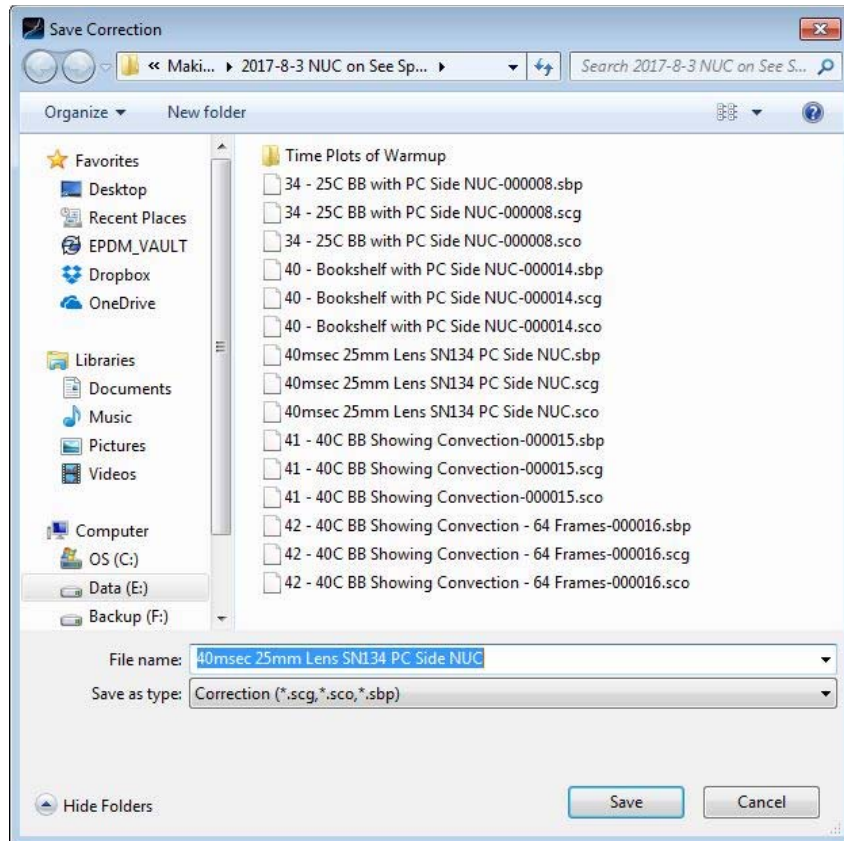 Save Correction
« Maki... 2017-8-3 NUC on See Sp...
Search 2017-8-3 NUC on See S...
Organize
New folder
Favorites
Desktop
Recent Places
EPDM_VAULT
Dropbox
OneDrive
Libraries
Documents
Music
Pictures
Videos
Computer
OS (C:)
Data (E:)
Backup (F:)
Time Plots of Warmup
34 - 25C BB with PC Side NUC-000008.sbp
34 - 25C BB with PC Side NUC-000008.scg
34 - 25C BB with PC Side NUC-000008.sco
40 - Bookshelf with PC Side NUC-000014.sbp
40 - Bookshelf with PC Side NUC-000014.scg
40 - Bookshelf with PC Side NUC-000014.sco
40msec 25mm Lens SN134 PC Side NUC.sbp
40msec 25mm Lens SN134 PC Side NUC.scg
40msec 25mm Lens SN134 PC Side NUC.sco
41 - 40C BB Showing Convection-000015.sbp
41 - 40C BB Showing Convection-000015.scg
41 - 40C BB Showing Convection-000015.sco
42 - 40C BB Showing Convection - 64 Frames-000016.sbp
42 - 40C BB Showing Convection - 64 Frames-000016.scg
42 - 40C BB Showing Convection - 64 Frames-000016.sco
File name: 40msec 25mm Lens SN134 PC Side NUC
Save as type: Correction (*.scg,*.sco,*.sbp)
Hide Folders
Save
Cancel